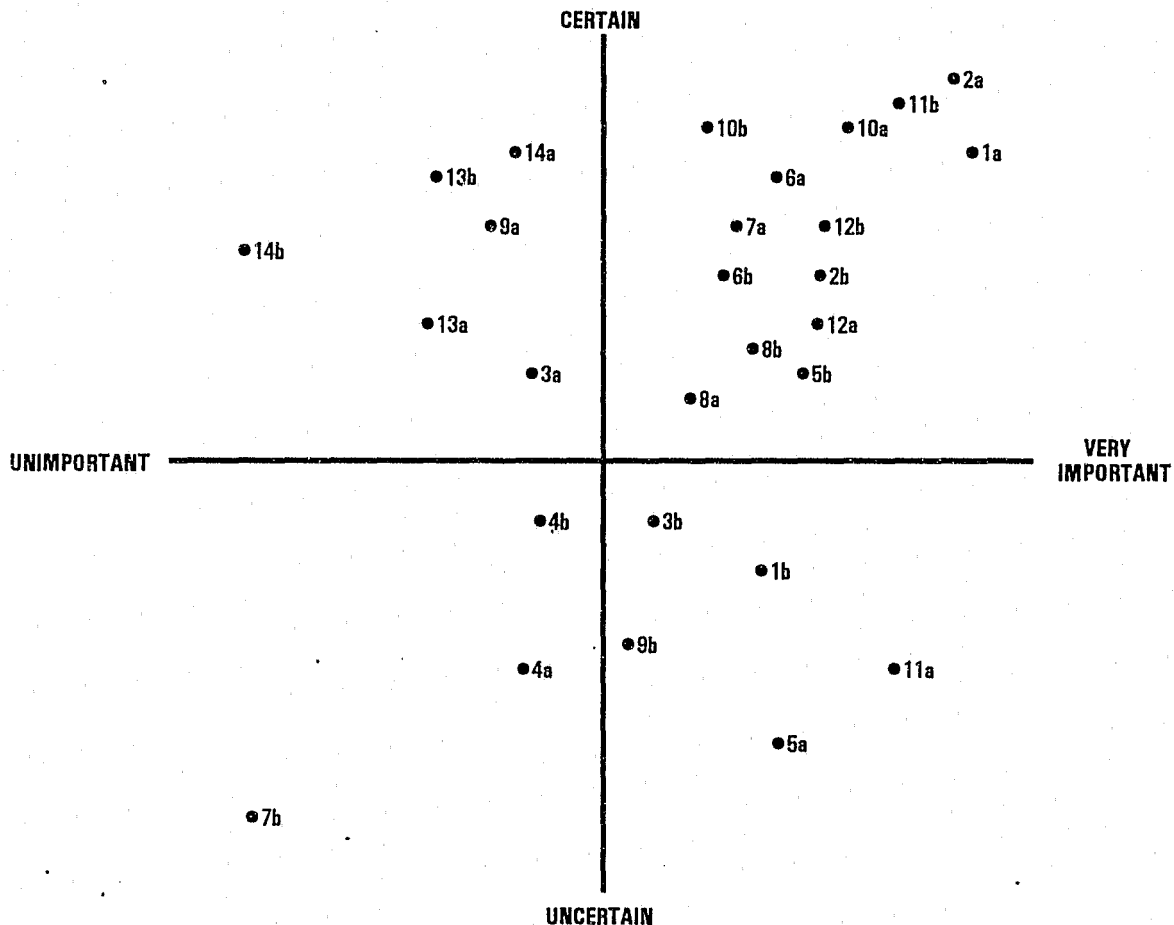 CERTAIN
2a
11b
10b
10a
14a
1a
13b
6a
9a
7a
12b
14b
6b
2b
13a
12a
8b
3a
5b
8a
UNIMPORTANT
VERY
IMPORTANT
4b
3b
1b
9b
4a
11a
5a
7b
UNCERTAIN